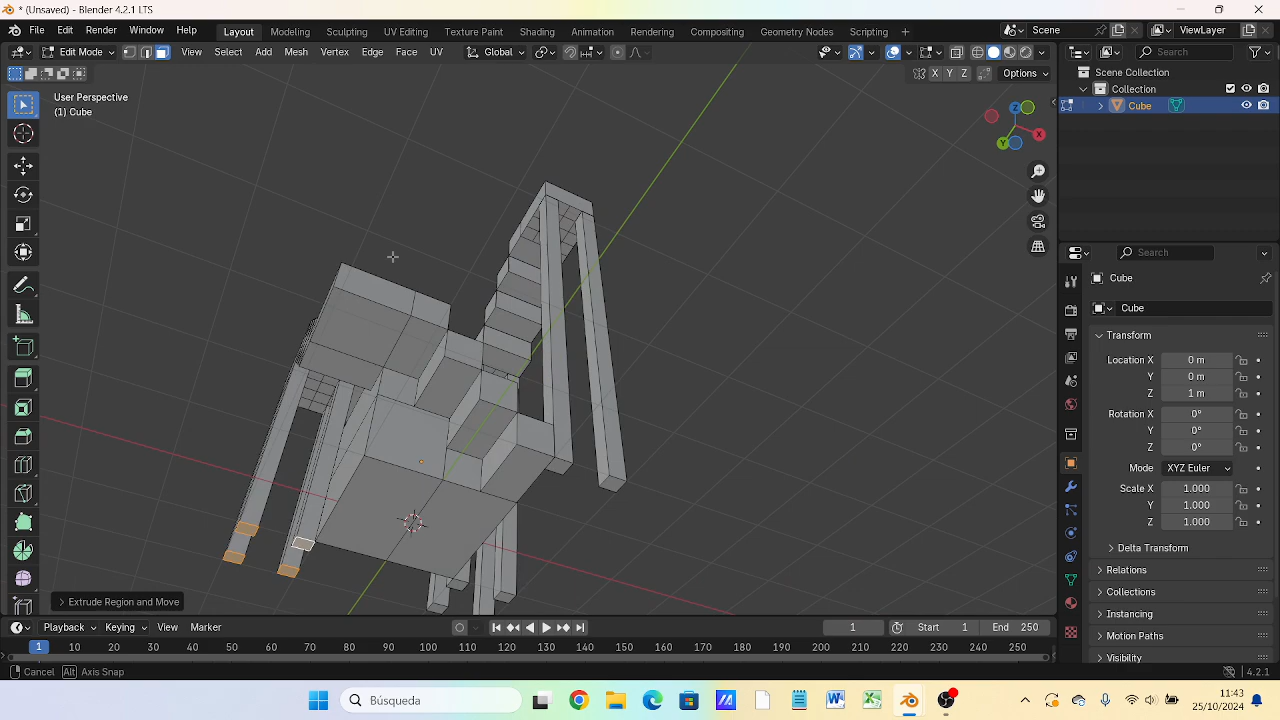 * (Unsaved) - Blender 4.2.1 LTS
File Edit Render Window Help Layout Modeling Sculpting UV Editing Texture Paint Shading Animation Rendering Compositing Geometry Nodes Scripting + Scene ViewLayer
Edit Mode View Select Add Mesh Vertex Edge Face UV Global Search
X Y Z Options
User Perspective
(1) Cube
Scene Collection
Collection
Cube
Z
X
Y
Search
Cube
Cube
Transform
Location X 0 m
Y 0 m
Z 1 m
Rotation X 0°
Y 0°
Z 0°
Mode XYZ Euler
Scale X 1.000
Y 1.000
Z 1.000
Delta Transform
Relations
Collections
Instancing
Motion Paths
Visibility
Extrude Region and Move
Playback Keying View Marker 1 Start 1 End 250
1 10 20 30 40 50 60 70 80 90 100 110 120 130 140 150 160 170 180 190 200 210 220 230 240 250
Cancel Alt Axis Snap 4.2.1
Búsqueda
11:43
25/10/2024